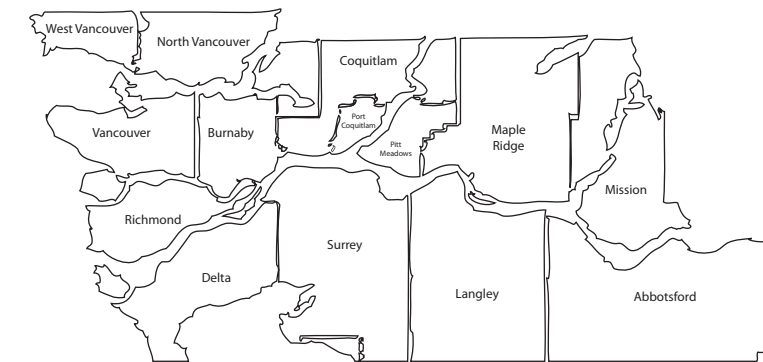 West Vancouver
North Vancouver
Coquitlam
Port
Coquitlam
Vancouver
Burnaby
Pitt
Meadows
Maple
Ridge
Mission
Richmond
Surrey
Delta
Langley
Abbotsford